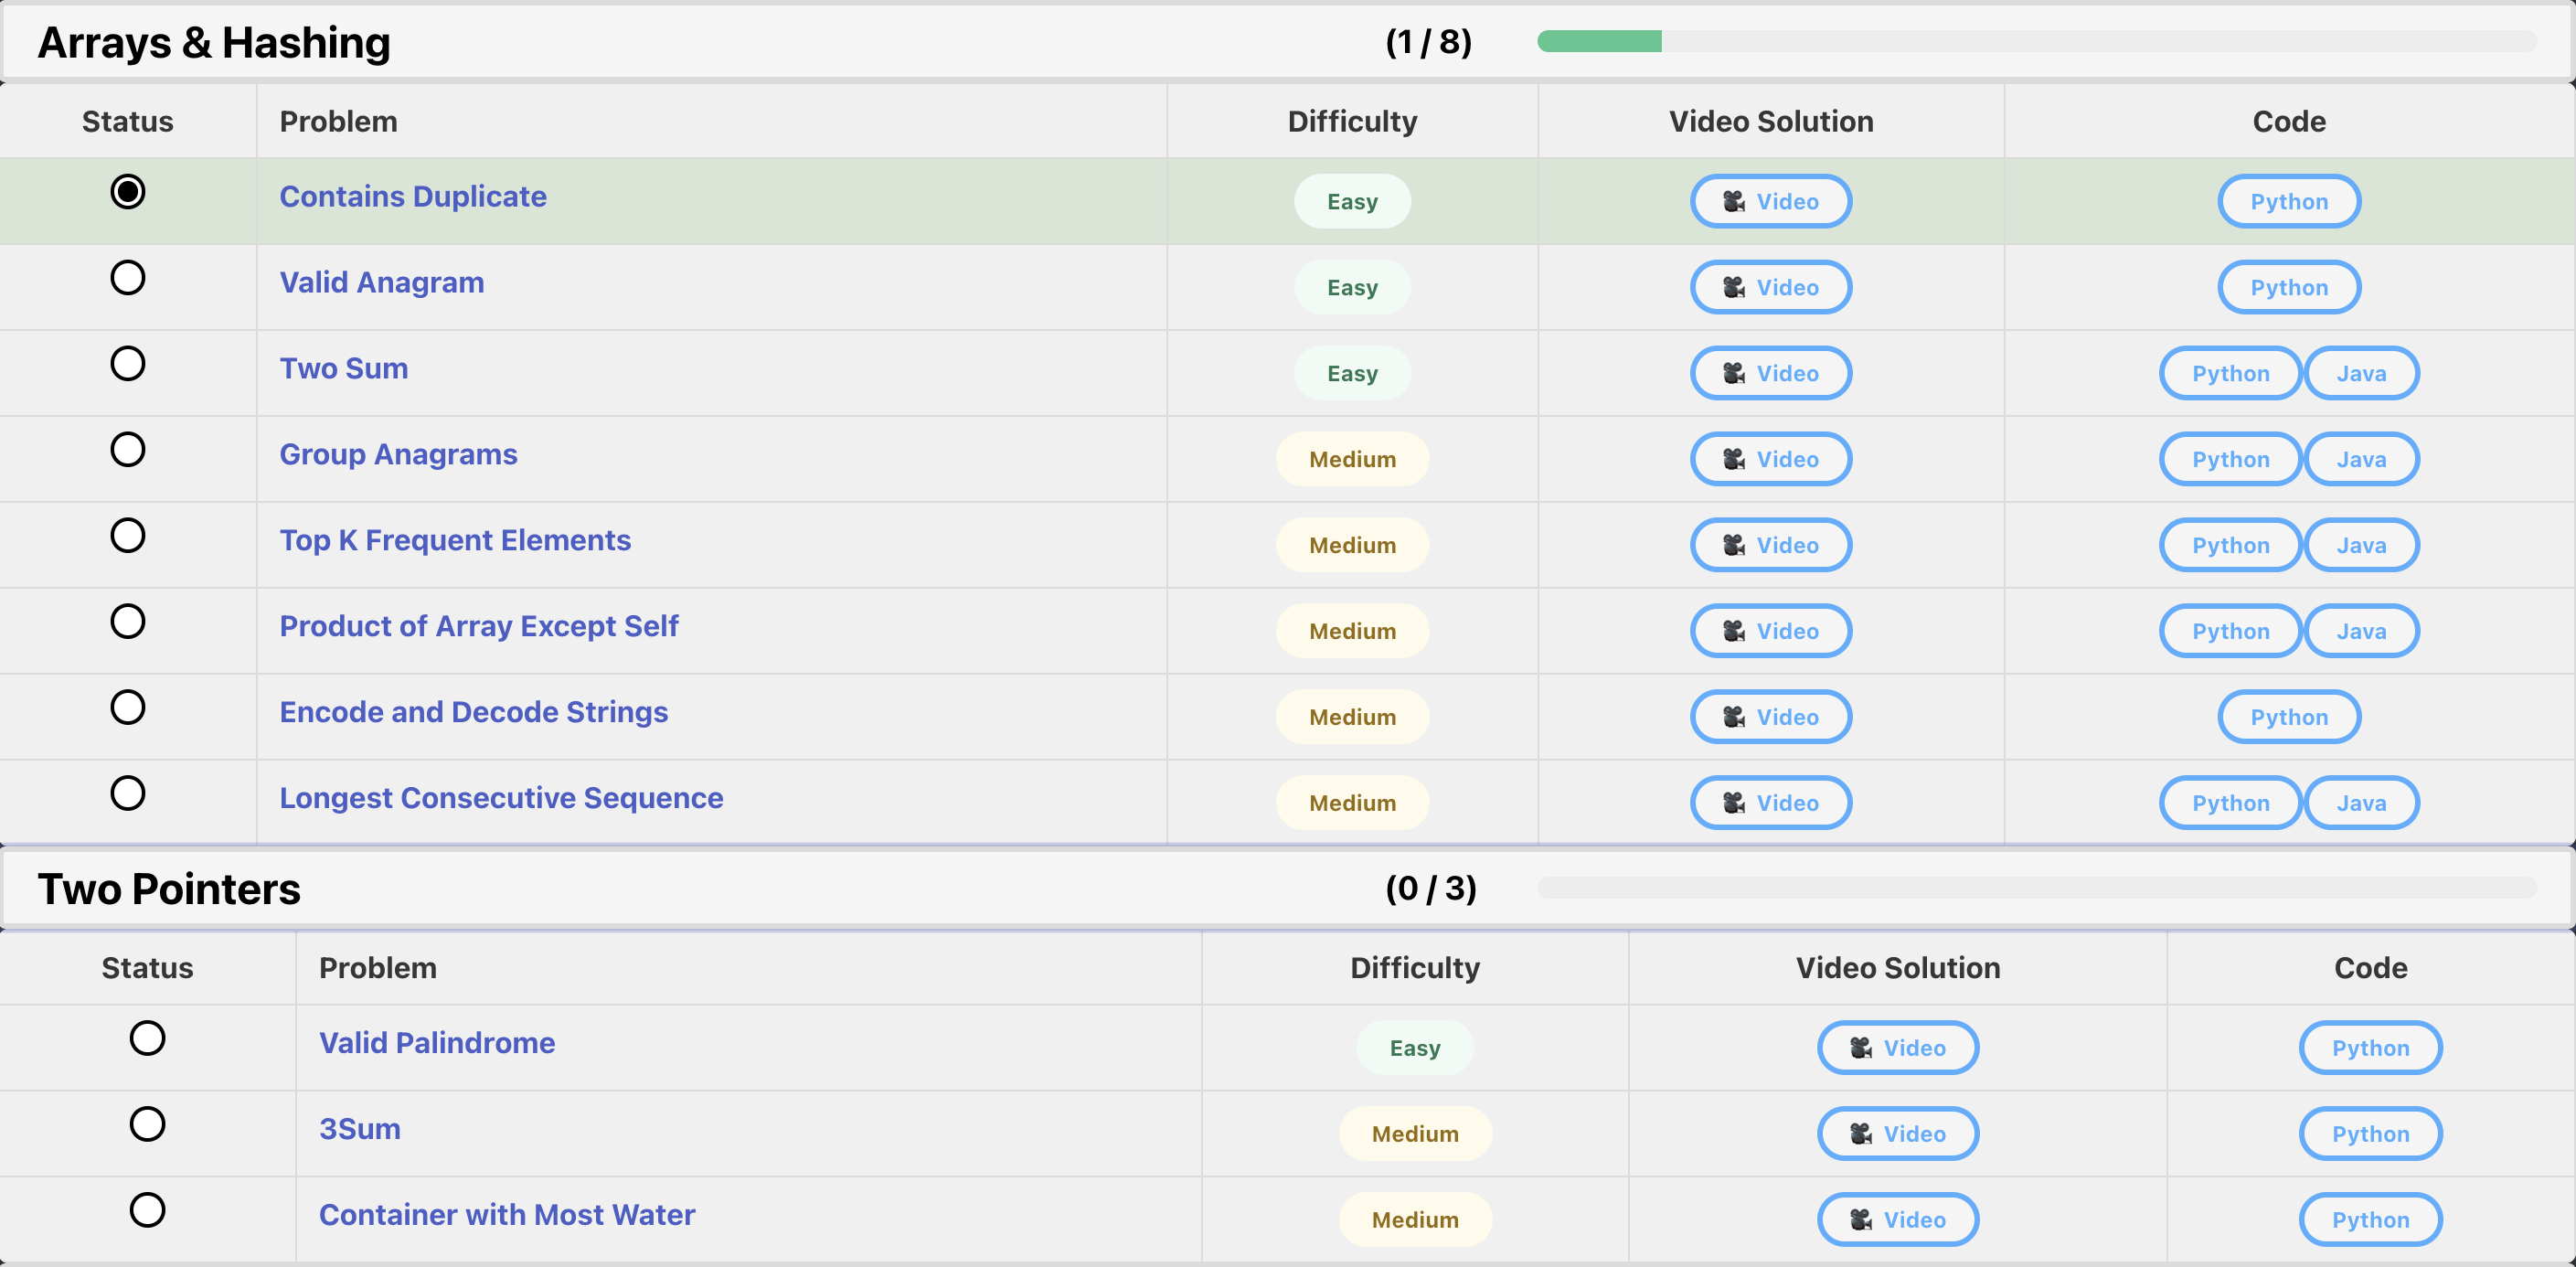 Arrays & Hashing (1 / 8)
Status Problem Difficulty Video Solution Code
Contains Duplicate Easy Video Python
Valid Anagram Easy Video Python
Two Sum Easy Video Python Java
Group Anagrams Medium Video Python Java
Top K Frequent Elements Medium Video Python Java
Product of Array Except Self Medium Video Python Java
Encode and Decode Strings Medium Video Python
Longest Consecutive Sequence Medium Video Python Java
Two Pointers (0 / 3)
Status Problem Difficulty Video Solution Code
Valid Palindrome Easy Video Python
3Sum Medium Video Python
Container with Most Water Medium Video Python